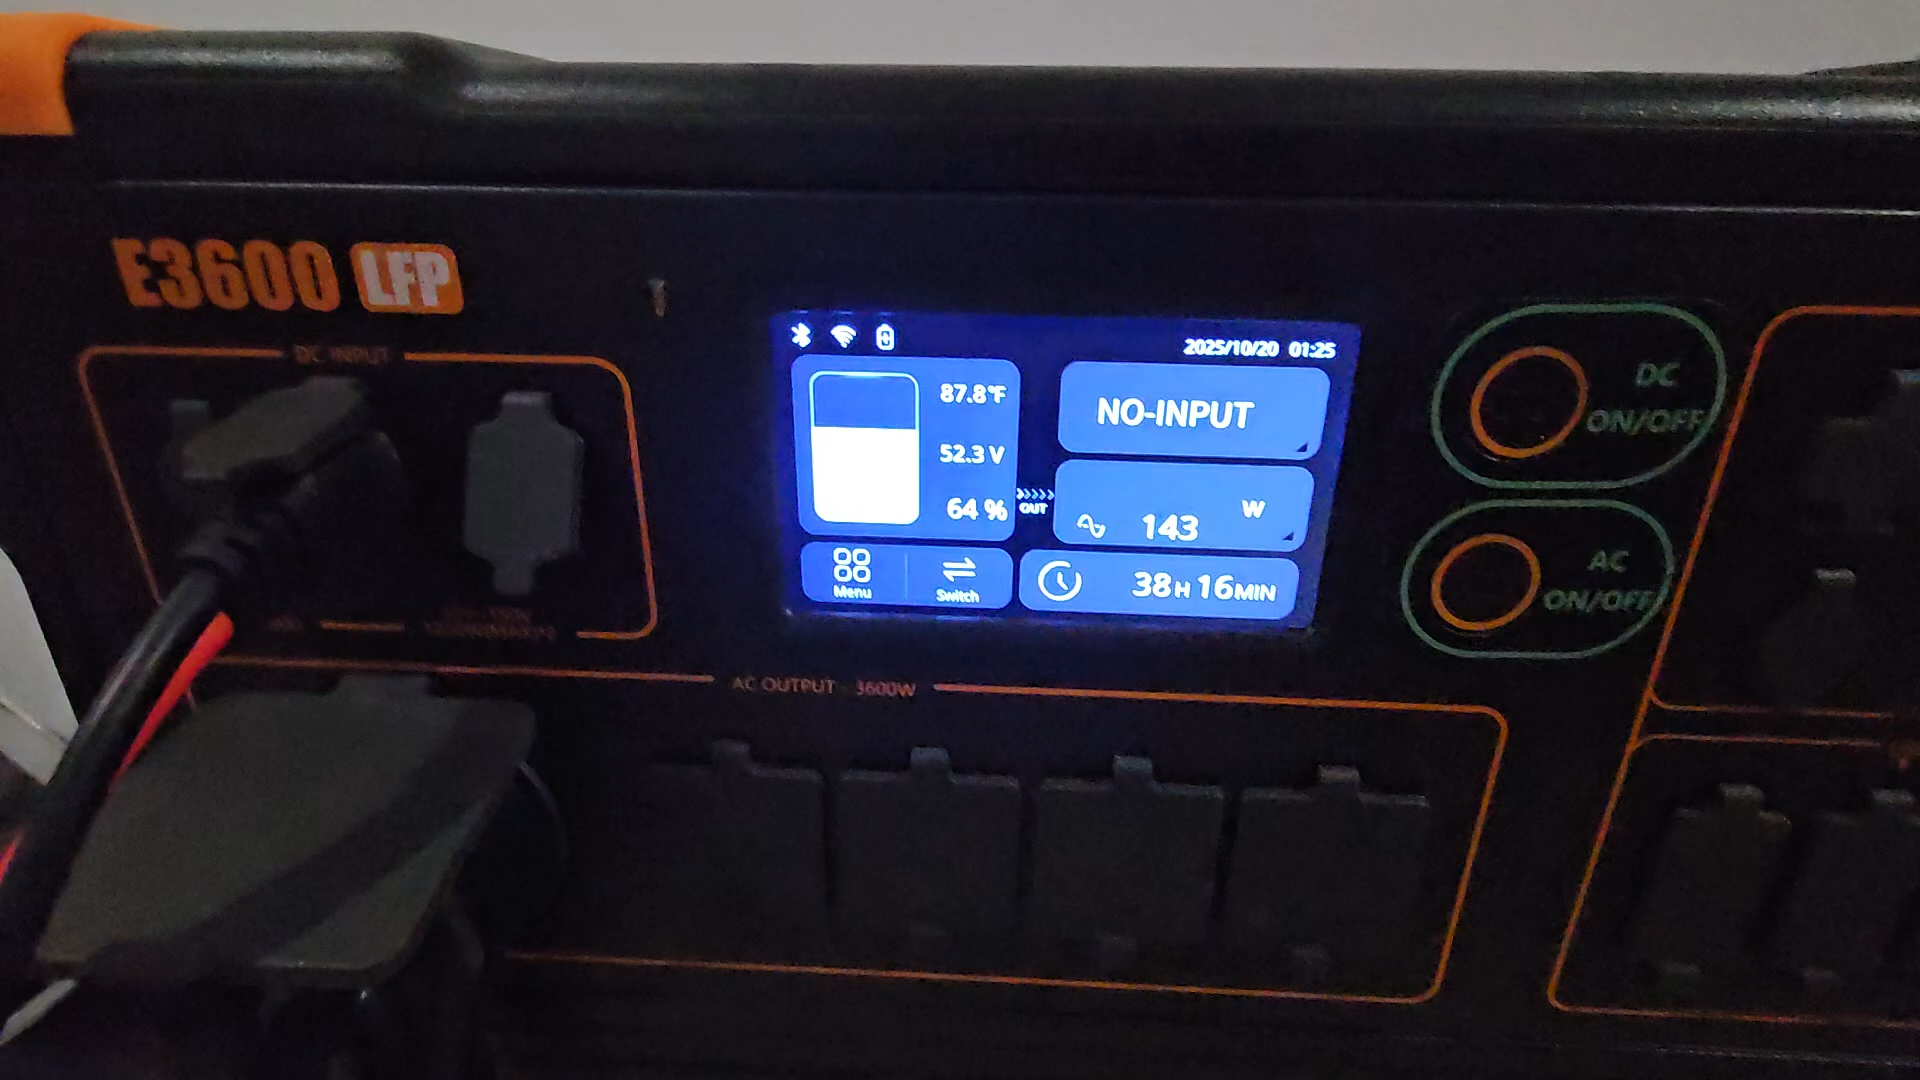 E3600 LFP
DC INPUT
2025/10/20 01:25
87.8°F
52.3 V
64 %
NO-INPUT
OUT
143 W
Menu
Switch
38H 16MIN
DC
ON/OFF
AC
ON/OFF
AC OUTPUT - 3600W